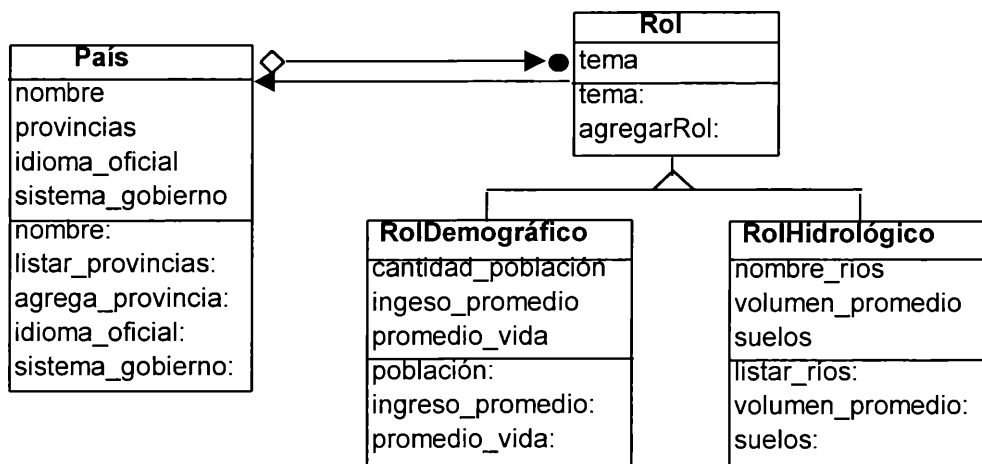 País
nombre
provincias
idioma_oficial
sistema_gobierno
nombre:
listar_provincias:
agrega_provincia:
idioma_oficial:
sistema_gobierno:
Rol
tema
tema:
agregarRol:
RolDemográfico
cantidad_población
ingeso_promedio
promedio_vida
población:
ingreso_promedio:
promedio_vida:
RolHidrológico
nombre_ríos
volumen_promedio
suelos
listar_ríos:
volumen_promedio:
suelos: